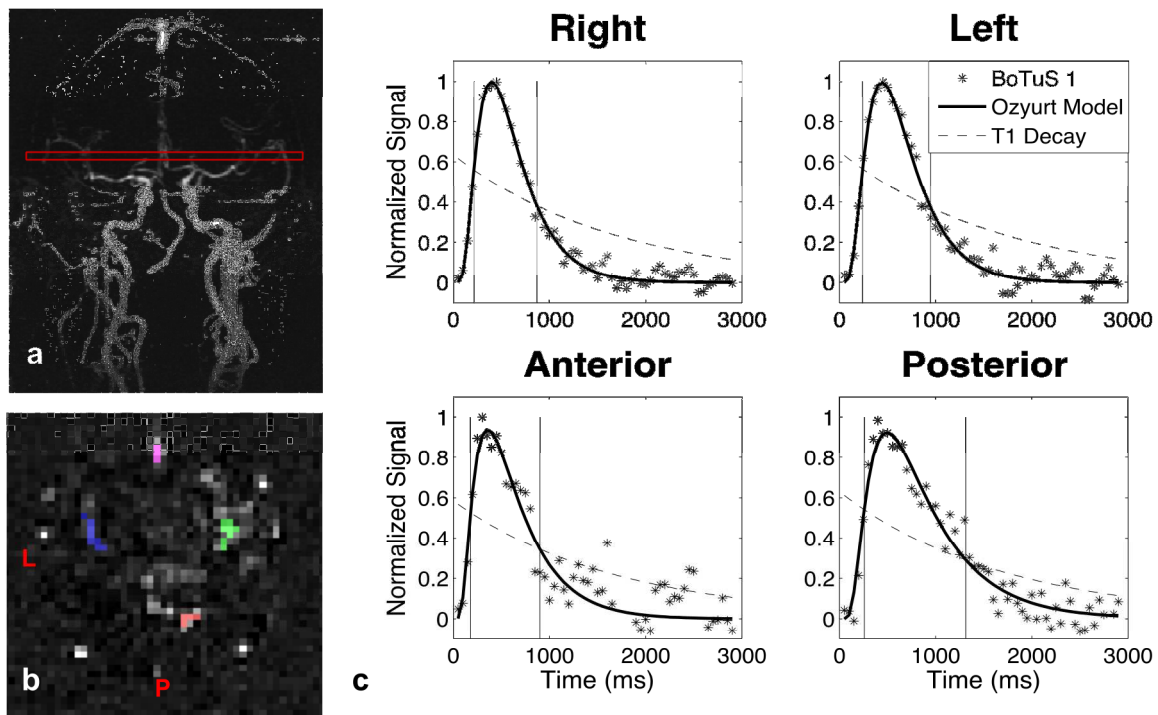 a
L
P
b
c
Right
Normalized Signal
1
0.8
0.6
0.4
0.2
0
0 1000 2000 3000
Left
BoTuS 1
Ozyurt Model
T1 Decay
1
0.8
0.6
0.4
0.2
0
0 1000 2000 3000
Anterior
Normalized Signal
1
0.8
0.6
0.4
0.2
0
0 1000 2000 3000
Time (ms)
Posterior
1
0.8
0.6
0.4
0.2
0
0 1000 2000 3000
Time (ms)